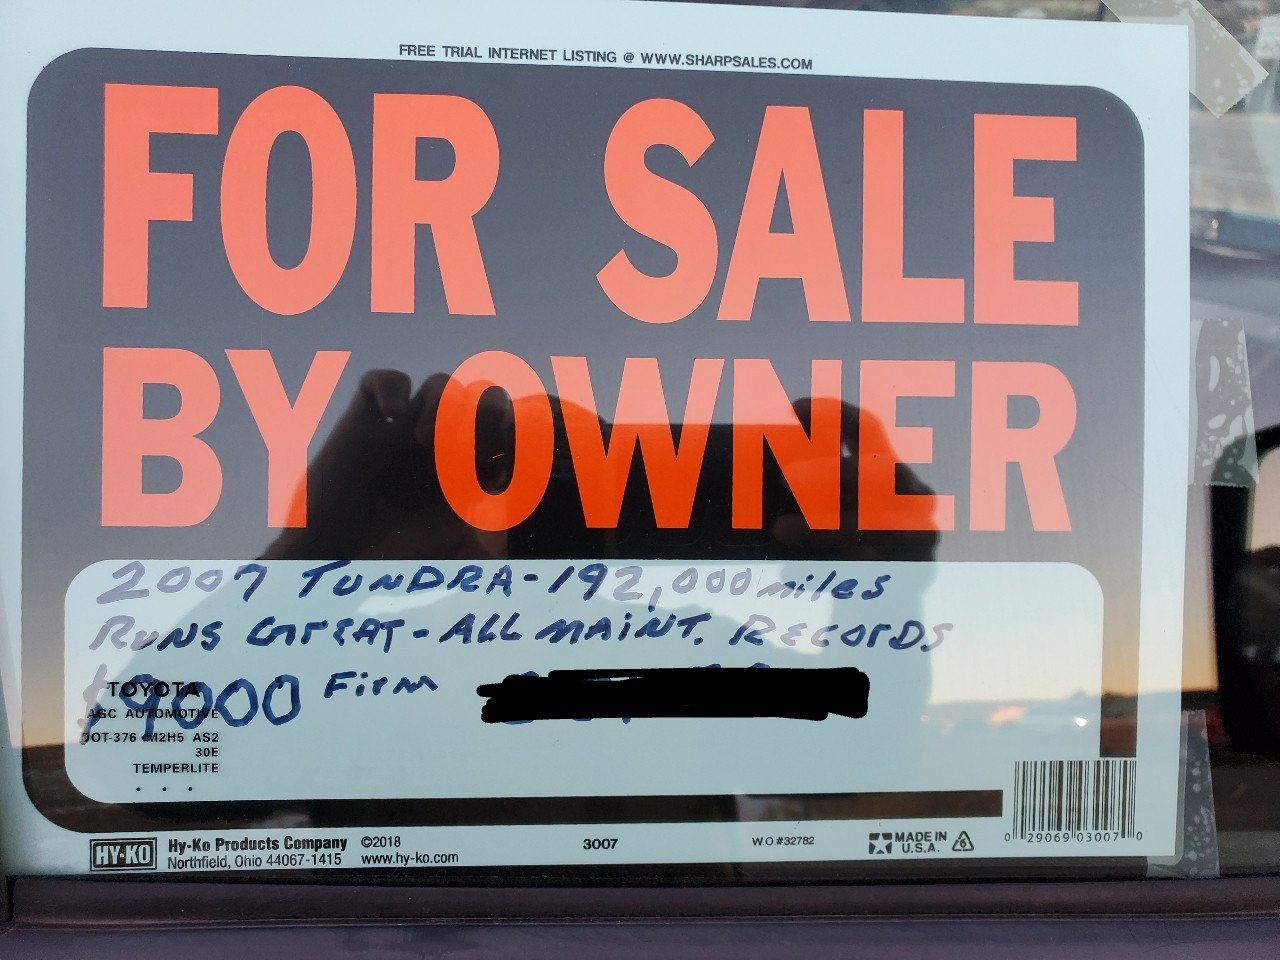 FREE TRIAL INTERNET LISTING @ WWW.SHARPSALES.COM
FOR SALE
BY OWNER
2007 TUNDRA-192,000 miles
RUNS GREAT-ALL MAINT. RECORDS
$9000 Firm
TOYOTA
AGC AUTOMOTIVE
DOT-376 M2H5 AS2
30E
TEMPERLITE
. . .
HY-KO Hy-Ko Products Company ©2018
Northfield, Ohio 44067-1415 www.hy-ko.com
3007
W.O #32782
MADE IN
U.S.A.
6
0 29069 03007 0